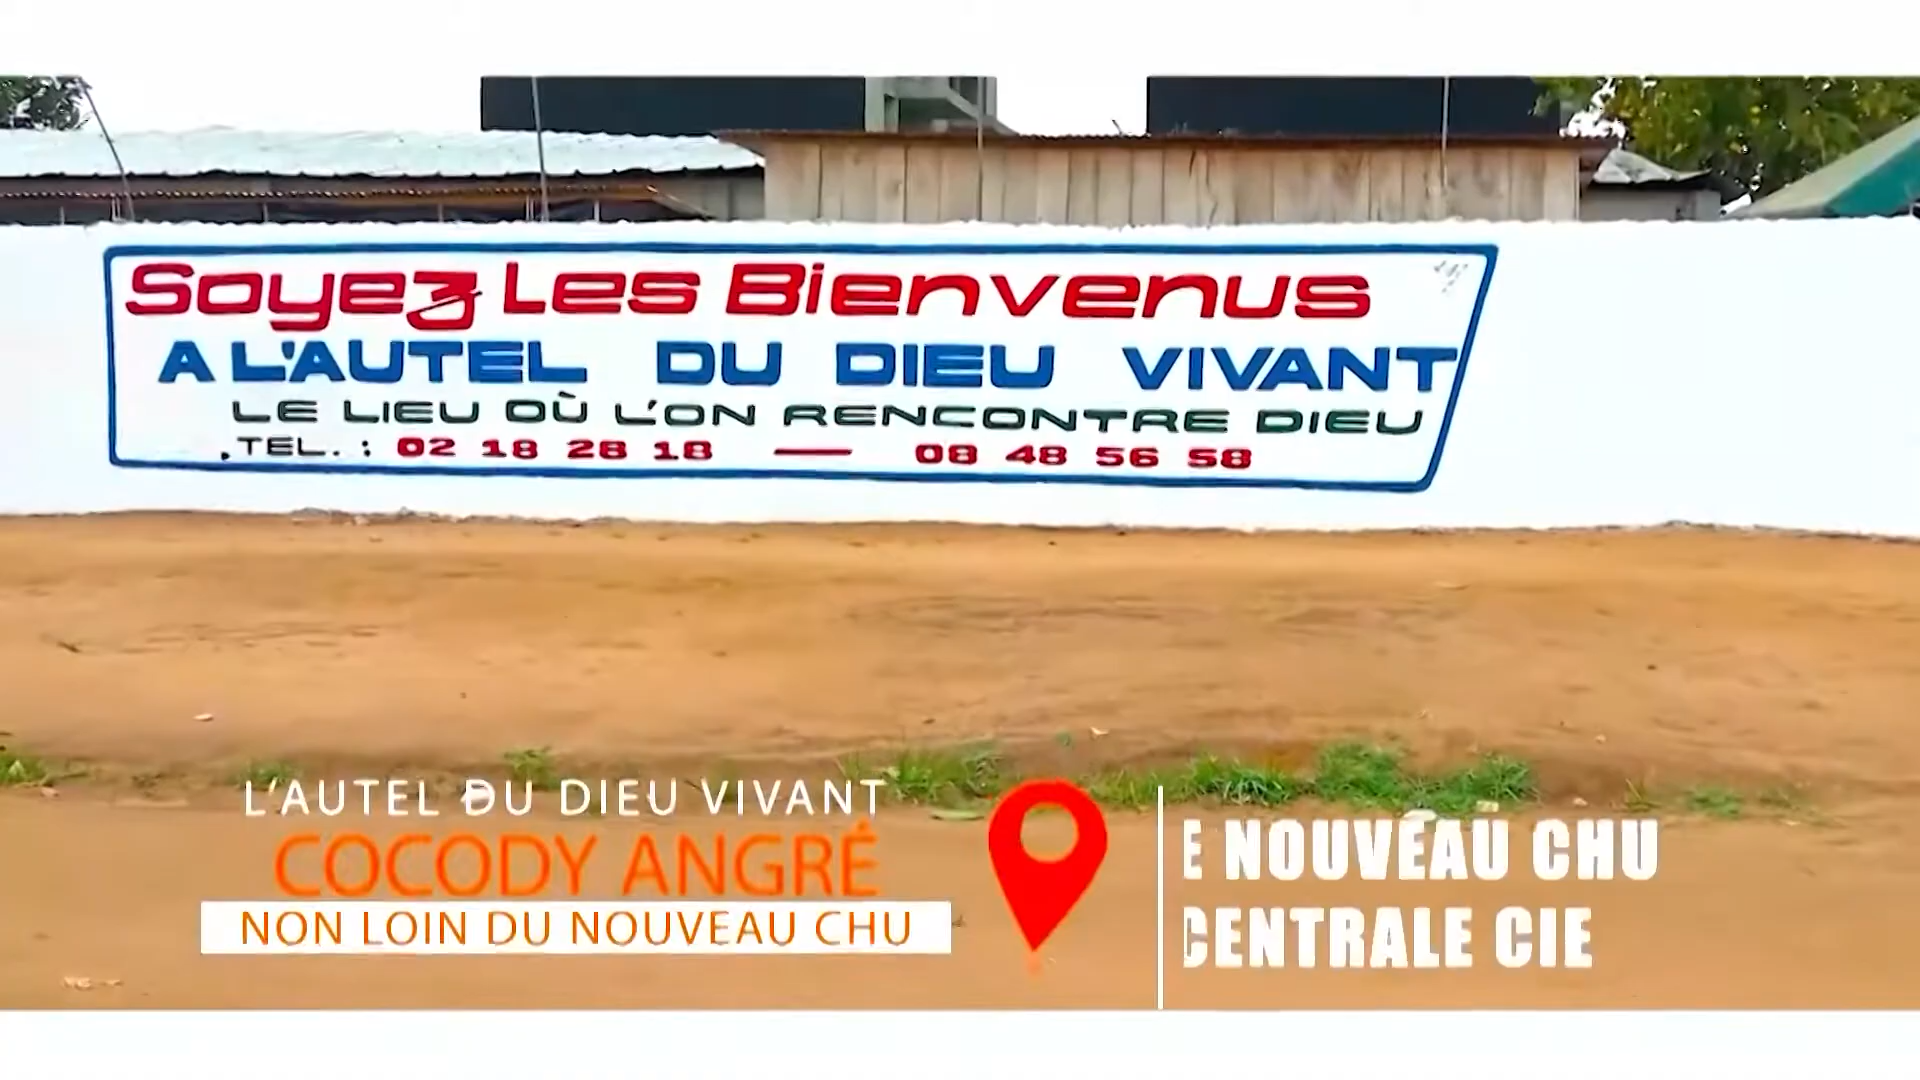 Soyez Les Bienvenus
A L'AUTEL DU DIEU VIVANT
LE LIEU OÙ L'ON RENCONTRE DIEU
TEL. : 02 18 28 18 — 08 48 56 58
L'AUTEL DU DIEU VIVANT
COCODY ANGRÉ
NON LOIN DU NOUVEAU CHU
E NOUVEAU CHU
CENTRALE CIE